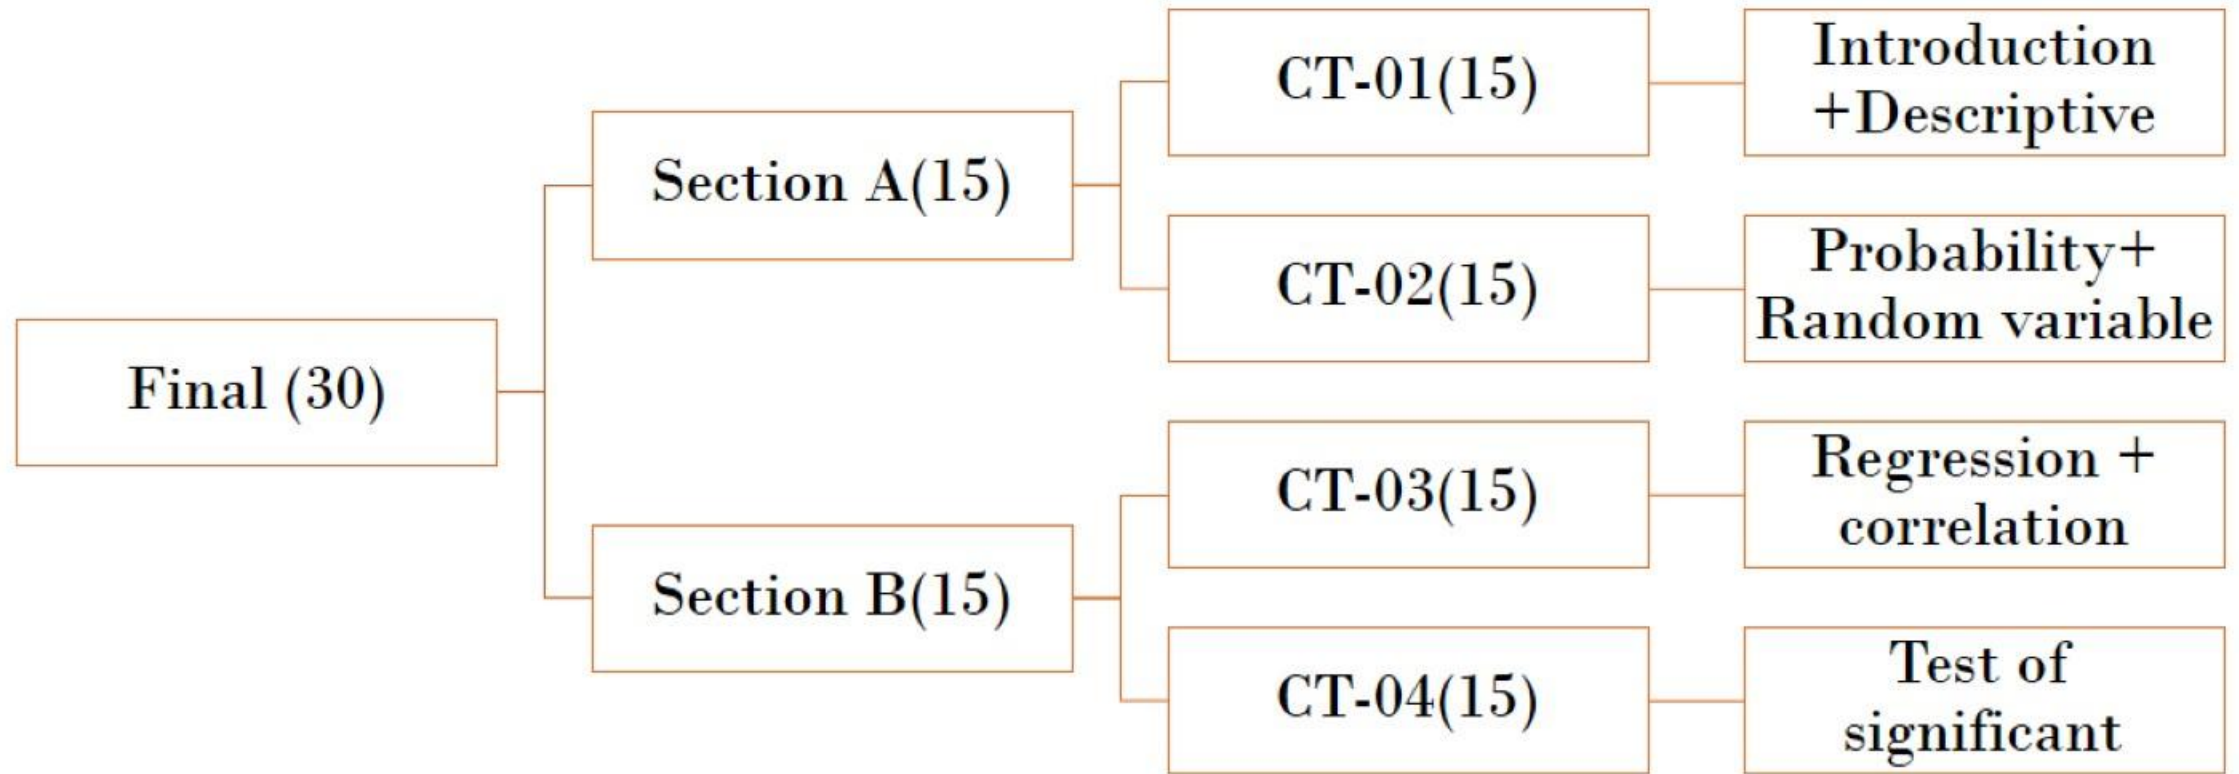 Final (30)
Section A(15)
CT-01(15)
Introduction
+Descriptive
CT-02(15)
Probability+
Random variable
Section B(15)
CT-03(15)
Regression +
correlation
CT-04(15)
Test of
significant